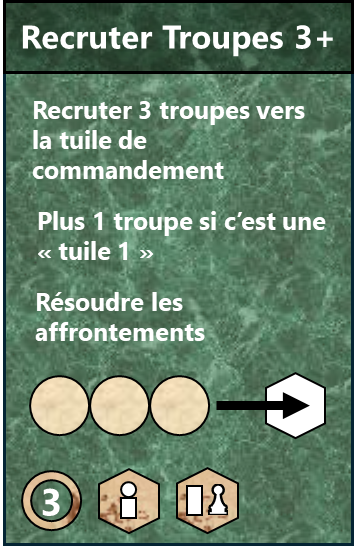 Recruter Troupes 3+
Recruter 3 troupes vers
la tuile de
commandement
Plus 1 troupe si c’est une
« tuile 1 »
Résoudre les
affrontements
3